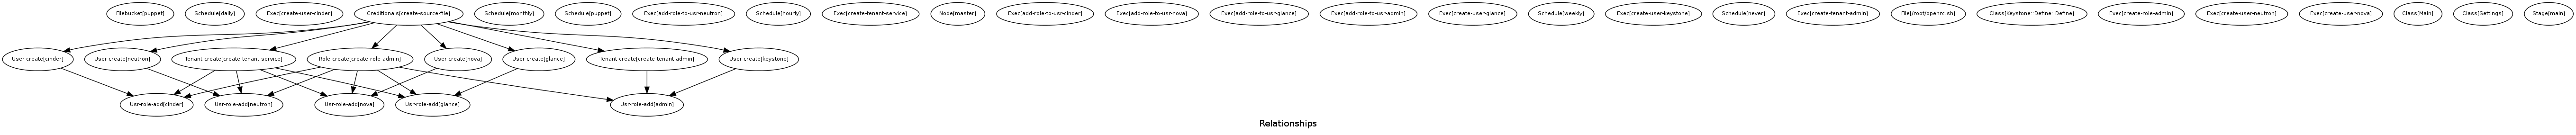 Filebucket[puppet]
Schedule[daily]
Exec[create-user-cinder]
Creditionals[create-source-file]
Schedule[monthly]
Schedule[puppet]
Exec[add-role-to-usr-neutron]
Schedule[hourly]
Exec[create-tenant-service]
Node[master]
Exec[add-role-to-usr-cinder]
Exec[add-role-to-usr-nova]
Exec[add-role-to-usr-glance]
Exec[add-role-to-usr-admin]
Exec[create-user-glance]
Schedule[weekly]
Exec[create-user-keystone]
Schedule[never]
Exec[create-tenant-admin]
File[/root/openrc.sh]
Class[Keystone::Define::Define]
Exec[create-role-admin]
Exec[create-user-neutron]
Exec[create-user-nova]
Class[Main]
Class[Settings]
Stage[main]
User-create[cinder]
User-create[neutron]
Tenant-create[create-tenant-service]
Role-create[create-role-admin]
User-create[nova]
User-create[glance]
Tenant-create[create-tenant-admin]
User-create[keystone]
Usr-role-add[cinder]
Usr-role-add[neutron]
Usr-role-add[nova]
Usr-role-add[glance]
Usr-role-add[admin]
Relationships